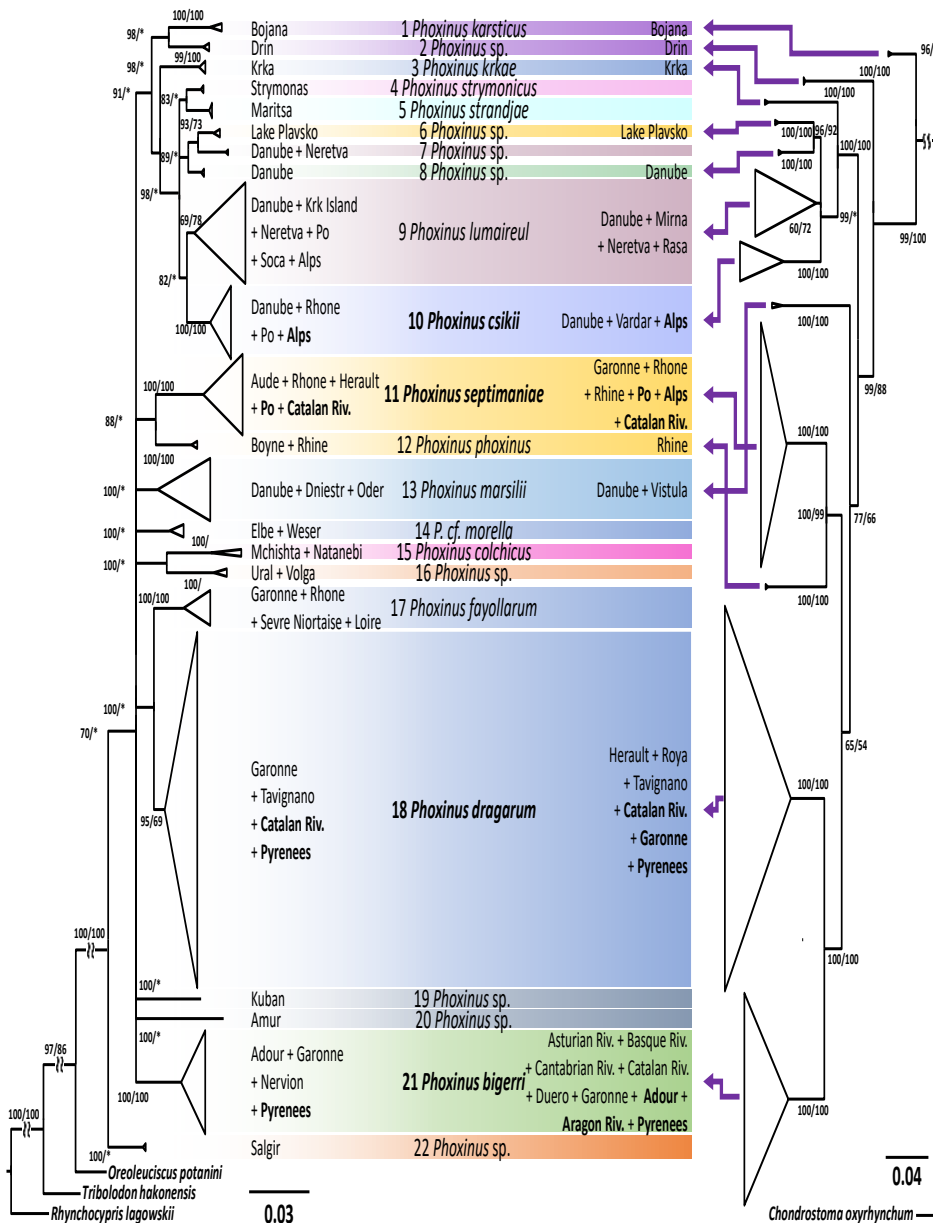 100/100
98/*
99/100
Bojana 1 Phoxinus karsticus Bojana
96/
Drin 2 Phoxinus sp. Drin
100/100
98/*
Krka 3 Phoxinus krkae Krka
91/*
83/*
Strymonas 4 Phoxinus strymonicus
100/100
93/73
Maritsa 5 Phoxinus strandjae
Lake Plavsko 6 Phoxinus sp. Lake Plavsko
100/100
96/92
100/100
89/*
Danube + Neretva 7 Phoxinus sp.
98/*
Danube 8 Phoxinus sp. Danube
100/100
69/78
Danube + Krk Island
+ Neretva + Po
+ Soca + Alps
9 Phoxinus lumaireul
Danube + Mirna
+ Neretva + Rasa
60/72
99/*
99/100
82/*
100/100
100/100
Danube + Rhone
+ Po + Alps
10 Phoxinus csikii
Danube + Vardar + Alps
100/100
99/88
100/100
88/*
Aude + Rhone + Herault
+ Po + Catalan Riv.
11 Phoxinus septimaniae
Garonne + Rhone
+ Rhine + Po + Alps
+ Catalan Riv.
100/100
Boyne + Rhine 12 Phoxinus phoxinus Rhine
100/100
100/*
Danube + Dniestr + Oder 13 Phoxinus marsilii Danube + Vistula
100/99
77/66
100/*
Elbe + Weser 14 P. cf. morella
100/
100/*
Mchishta + Natanebi 15 Phoxinus colchicus
Ural + Volga 16 Phoxinus sp.
100/
100/100
100/100
Garonne + Rhone
+ Sevre Niortaise + Loire
17 Phoxinus fayollarum
100/*
70/*
65/54
95/69
Garonne
+ Tavignano
+ Catalan Riv.
+ Pyrenees
18 Phoxinus dragarum
Herault + Roya
+ Tavignano
+ Catalan Riv.
+ Garonne
+ Pyrenees
100/100
100/100
100/100
100/*
Kuban 19 Phoxinus sp.
Amur 20 Phoxinus sp.
100/*
97/86
100/100
Adour + Garonne
+ Nervion
+ Pyrenees
21 Phoxinus bigerri
Asturian Riv. + Basque Riv.
+ Cantabrian Riv. + Catalan Riv.
+ Duero + Garonne + Adour +
Aragon Riv. + Pyrenees
100/100
100/100
100/*
Salgir 22 Phoxinus sp.
Oreoleuciscus potanini
Tribolodon hakonensis
Rhynchocypris lagowskii
0.03
0.04
Chondrostoma oxyrhynchum